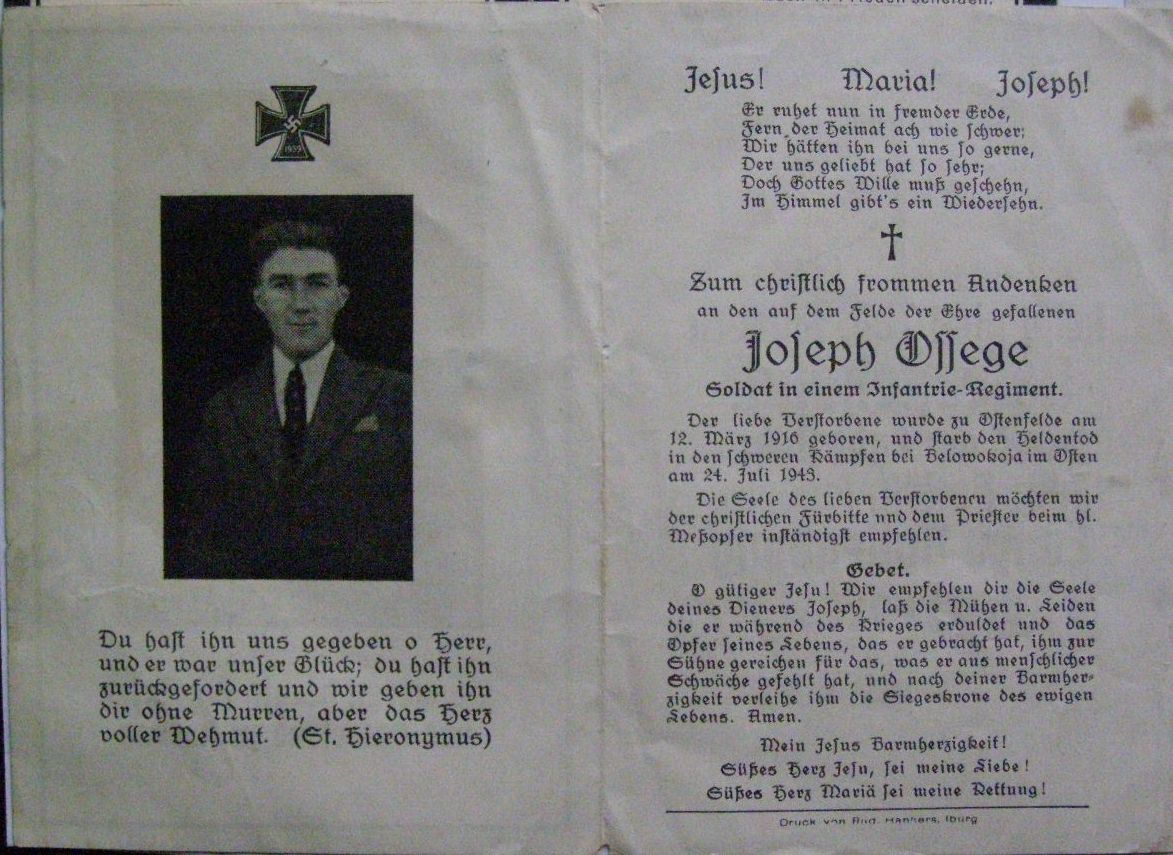 in Frieden scheiden.
1939
Du hast ihn uns gegeben o Herr,
und er war unser Glück; du hast ihn
zurückgefordert und wir geben ihn
dir ohne Murren, aber das Herz
voller Wehmut. (St. Hieronymus)
Jesus! Maria! Joseph!
Er ruhet nun in fremder Erde,
Fern der Heimat ach wie schwer;
Wir hätten ihn bei uns so gerne,
Der uns geliebt hat so sehr;
Doch Gottes Wille muß geschehn,
Im Himmel gibt's ein Wiedersehn.
Zum christlich frommen Andenken
an den auf dem Felde der Ehre gefallenen
Joseph Ossege
Soldat in einem Infantrie-Regiment.
Der liebe Verstorbene wurde zu Ostenfelde am
12. März 1916 geboren, und starb den Heldentod
in den schweren Kämpfen bei Belowokoja im Osten
am 24. Juli 1943.
Die Seele des lieben Verstorbenen möchten wir
der christlichen Fürbitte und dem Priester beim hl.
Meßopfer inständigst empfehlen.
Gebet.
O gütiger Jesu! Wir empfehlen dir die Seele
deines Dieners Joseph, laß die Mühen u. Leiden
die er während des Krieges erduldet und das
Opfer seines Lebens, das er gebracht hat, ihm zur
Sühne gereichen für das, was er aus menschlicher
Schwäche gefehlt hat, und nach deiner Barmher-
zigkeit verleihe ihm die Siegeskrone des ewigen
Lebens. Amen.
Mein Jesus Barmherzigkeit!
Süßes Herz Jesu, sei meine Liebe!
Süßes Herz Mariä sei meine Rettung!
Druck von Rud. Hankers, Iburg